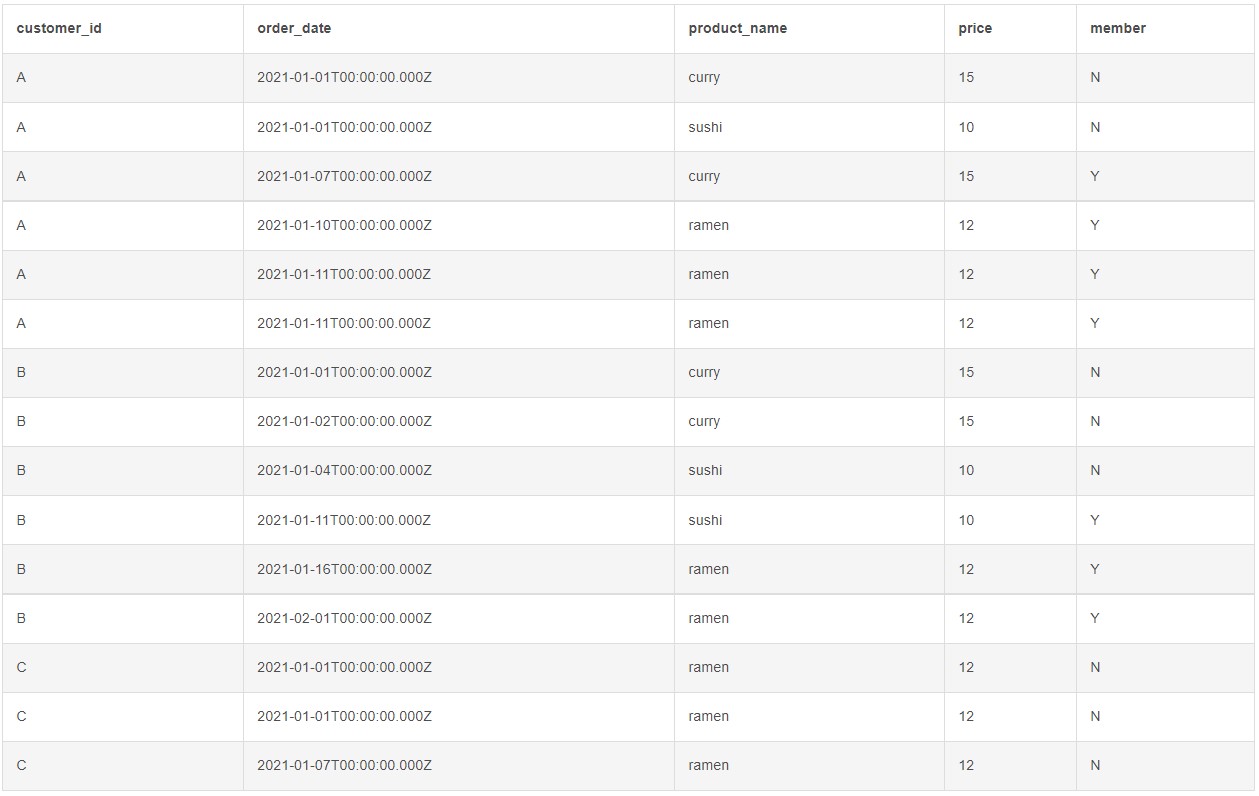 customer_id order_date product_name price member
A 2021-01-01T00:00:00.000Z curry 15 N
A 2021-01-01T00:00:00.000Z sushi 10 N
A 2021-01-07T00:00:00.000Z curry 15 Y
A 2021-01-10T00:00:00.000Z ramen 12 Y
A 2021-01-11T00:00:00.000Z ramen 12 Y
A 2021-01-11T00:00:00.000Z ramen 12 Y
B 2021-01-01T00:00:00.000Z curry 15 N
B 2021-01-02T00:00:00.000Z curry 15 N
B 2021-01-04T00:00:00.000Z sushi 10 N
B 2021-01-11T00:00:00.000Z sushi 10 Y
B 2021-01-16T00:00:00.000Z ramen 12 Y
B 2021-02-01T00:00:00.000Z ramen 12 Y
C 2021-01-01T00:00:00.000Z ramen 12 N
C 2021-01-01T00:00:00.000Z ramen 12 N
C 2021-01-07T00:00:00.000Z ramen 12 N